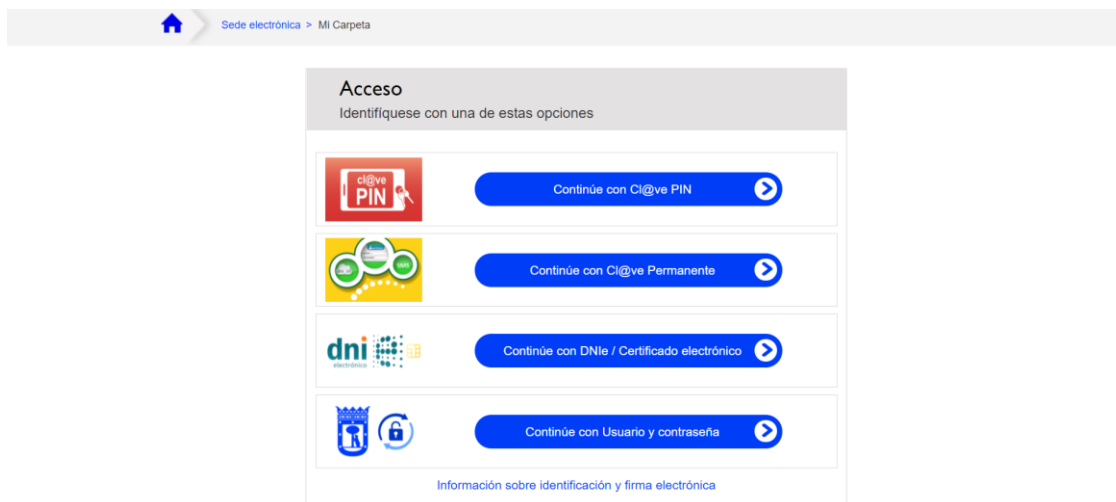 Sede electrónica > Mi Carpeta
Acceso
Identifíquese con una de estas opciones
cl@ve
PIN
Continúe con Cl@ve PIN
Continúe con Cl@ve Permanente
dni
electrónico
Continúe con DNIe / Certificado electrónico
Continúe con Usuario y contraseña
Información sobre identificación y firma electrónica